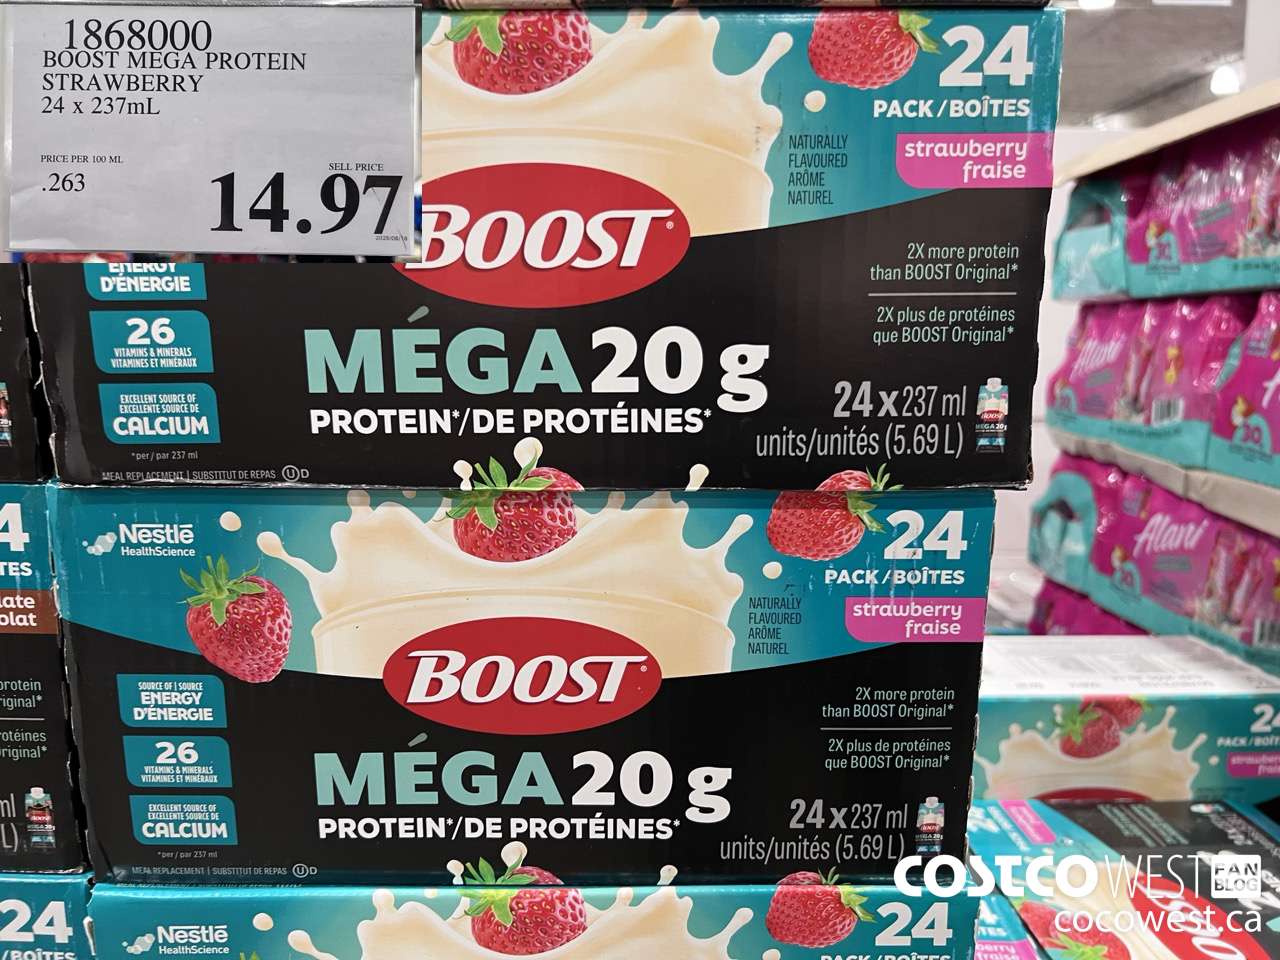 1868000
BOOST MEGA PROTEIN
STRAWBERRY
24 x 237mL
PRICE PER 100 ML
.263
SELL PRICE
14.97
24
PACK/BOÎTES
strawberry
fraise
NATURALLY
FLAVOURED
ARÔME
NATUREL
BOOST®
2X more protein
than BOOST Original*
2X plus de protéines
que BOOST Original*
ENERGY
D'ÉNERGIE
26
VITAMINS & MINERALS
VITAMINES ET MINÉRAUX
EXCELLENT SOURCE OF
EXCELLENTE SOURCE DE
CALCIUM
*per / par 237 ml
MÉGA 20 g
PROTEIN*/DE PROTÉINES*
24 x 237 ml
units/unités (5.69 L)
MEAL REPLACEMENT | SUBSTITUT DE REPAS U D
Nestlé
HealthScience
24
PACK/BOÎTES
strawberry
fraise
NATURALLY
FLAVOURED
ARÔME
NATUREL
BOOST®
2X more protein
than BOOST Original*
2X plus de protéines
que BOOST Original*
SOURCE OF | SOURCE
ENERGY
D'ÉNERGIE
26
VITAMINS & MINERALS
VITAMINES ET MINÉRAUX
EXCELLENT SOURCE OF
EXCELLENTE SOURCE DE
CALCIUM
*per / par 237 ml
MÉGA 20 g
PROTEIN*/DE PROTÉINES*
24 x 237 ml
units/unités (5.69 L)
MEAL REPLACEMENT | SUBSTITUT DE REPAS U D
Nestlé
HealthScience
24
PACK/BOÎTES
24
/BOÎTES
Alani
Alani
COSTCO WEST
FAN
BLOG
cocowest.ca